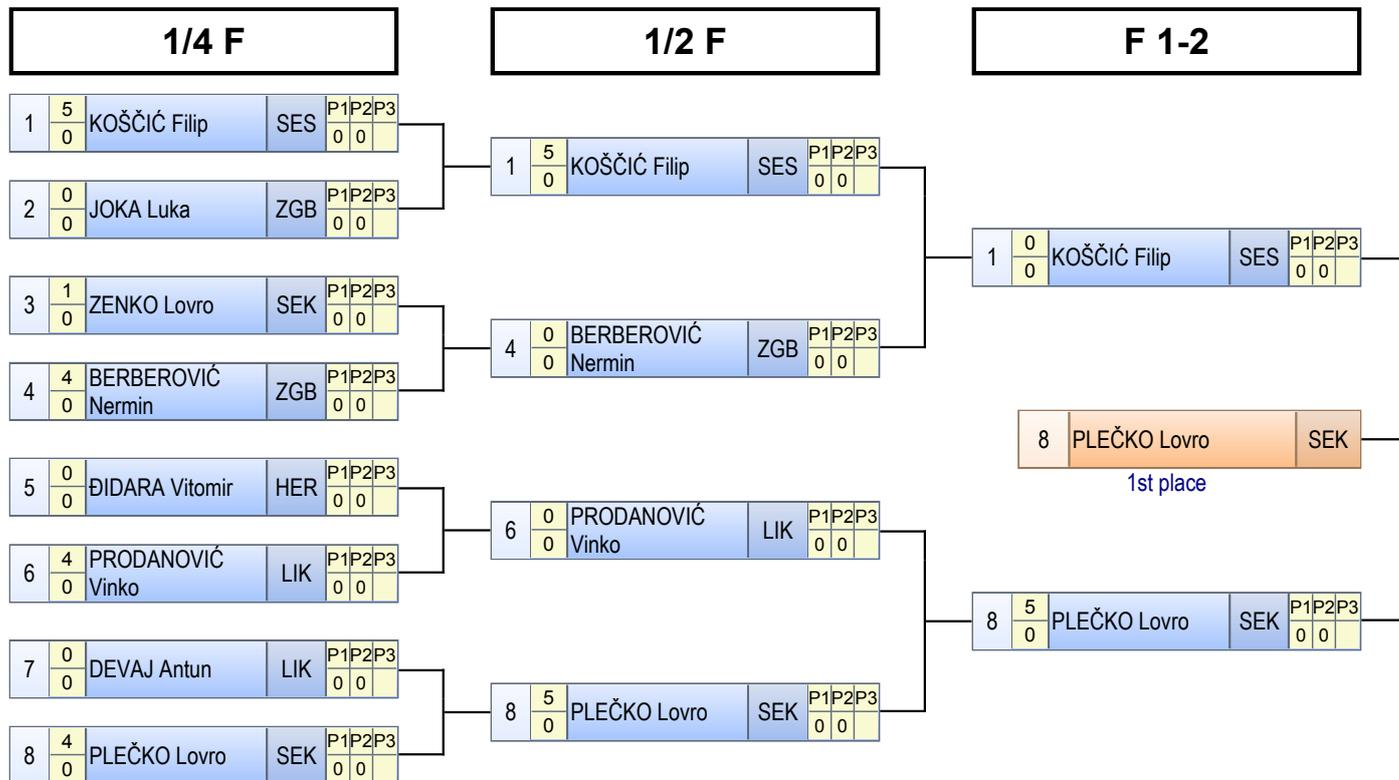 1/4 F
1/2 F
F 1-2
1 5 KOŠČIĆ Filip SES P1 P2 P3
0 0 0
2 0 JOKA Luka ZGB P1 P2 P3
0 0 0
3 1 ZENKO Lovro SEK P1 P2 P3
0 0 0
4 4 BERBEROVIĆ ZGB P1 P2 P3
0 Nermin 0 0
5 0 ĐIDARA Vitomir HER P1 P2 P3
0 0 0
6 4 PRODANOVIĆ LIK P1 P2 P3
0 Vinko 0 0
7 0 DEVAJ Antun LIK P1 P2 P3
0 0 0
8 4 PLEČKO Lovro SEK P1 P2 P3
0 0 0
1 5 KOŠČIĆ Filip SES P1 P2 P3
0 0 0
4 0 BERBEROVIĆ ZGB P1 P2 P3
0 Nermin 0 0
6 0 PRODANOVIĆ LIK P1 P2 P3
0 Vinko 0 0
8 5 PLEČKO Lovro SEK P1 P2 P3
0 0 0
1 0 KOŠČIĆ Filip SES P1 P2 P3
0 0 0
8 PLEČKO Lovro SEK
1st place
8 5 PLEČKO Lovro SEK P1 P2 P3
0 0 0